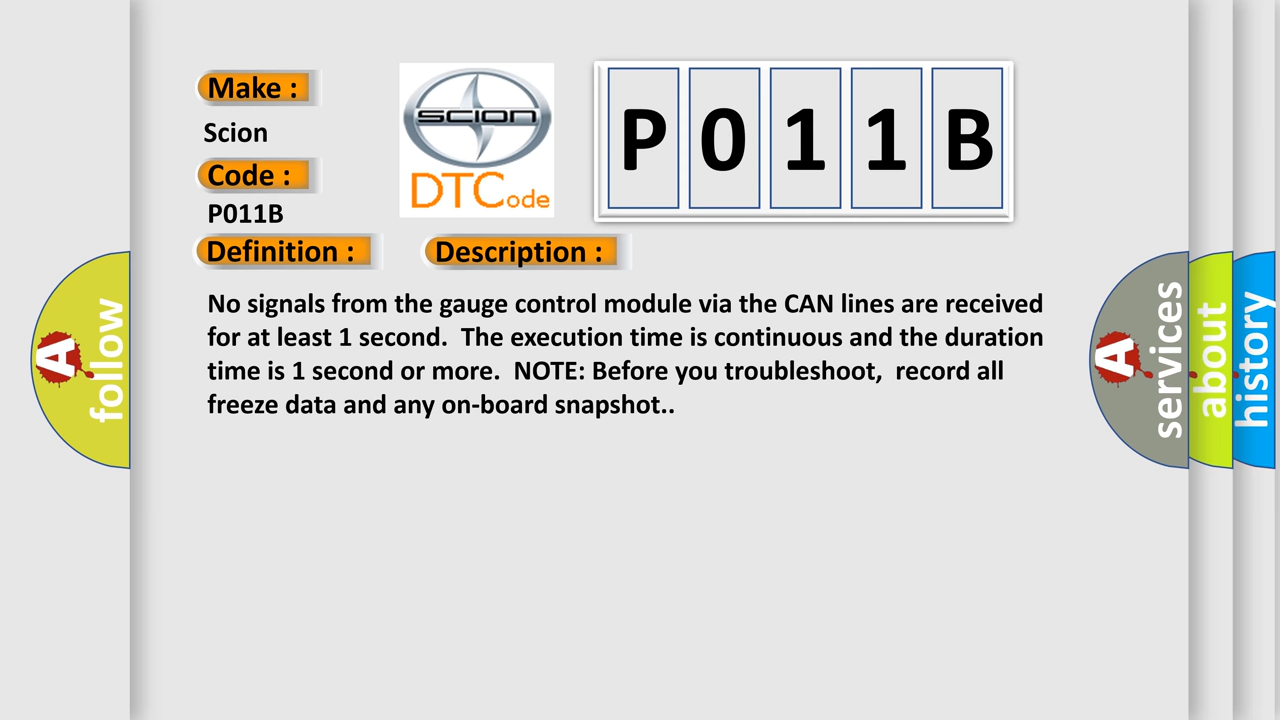 Make :
Scion
Code :
P011B
Definition :
Description :
SCION
DTCode
P011B
No signals from the gauge control module via the CAN lines are received
for at least 1 second. The execution time is continuous and the duration
time is 1 second or more. NOTE: Before you troubleshoot, record all
freeze data and any on-board snapshot..
A follow
A services
about
history